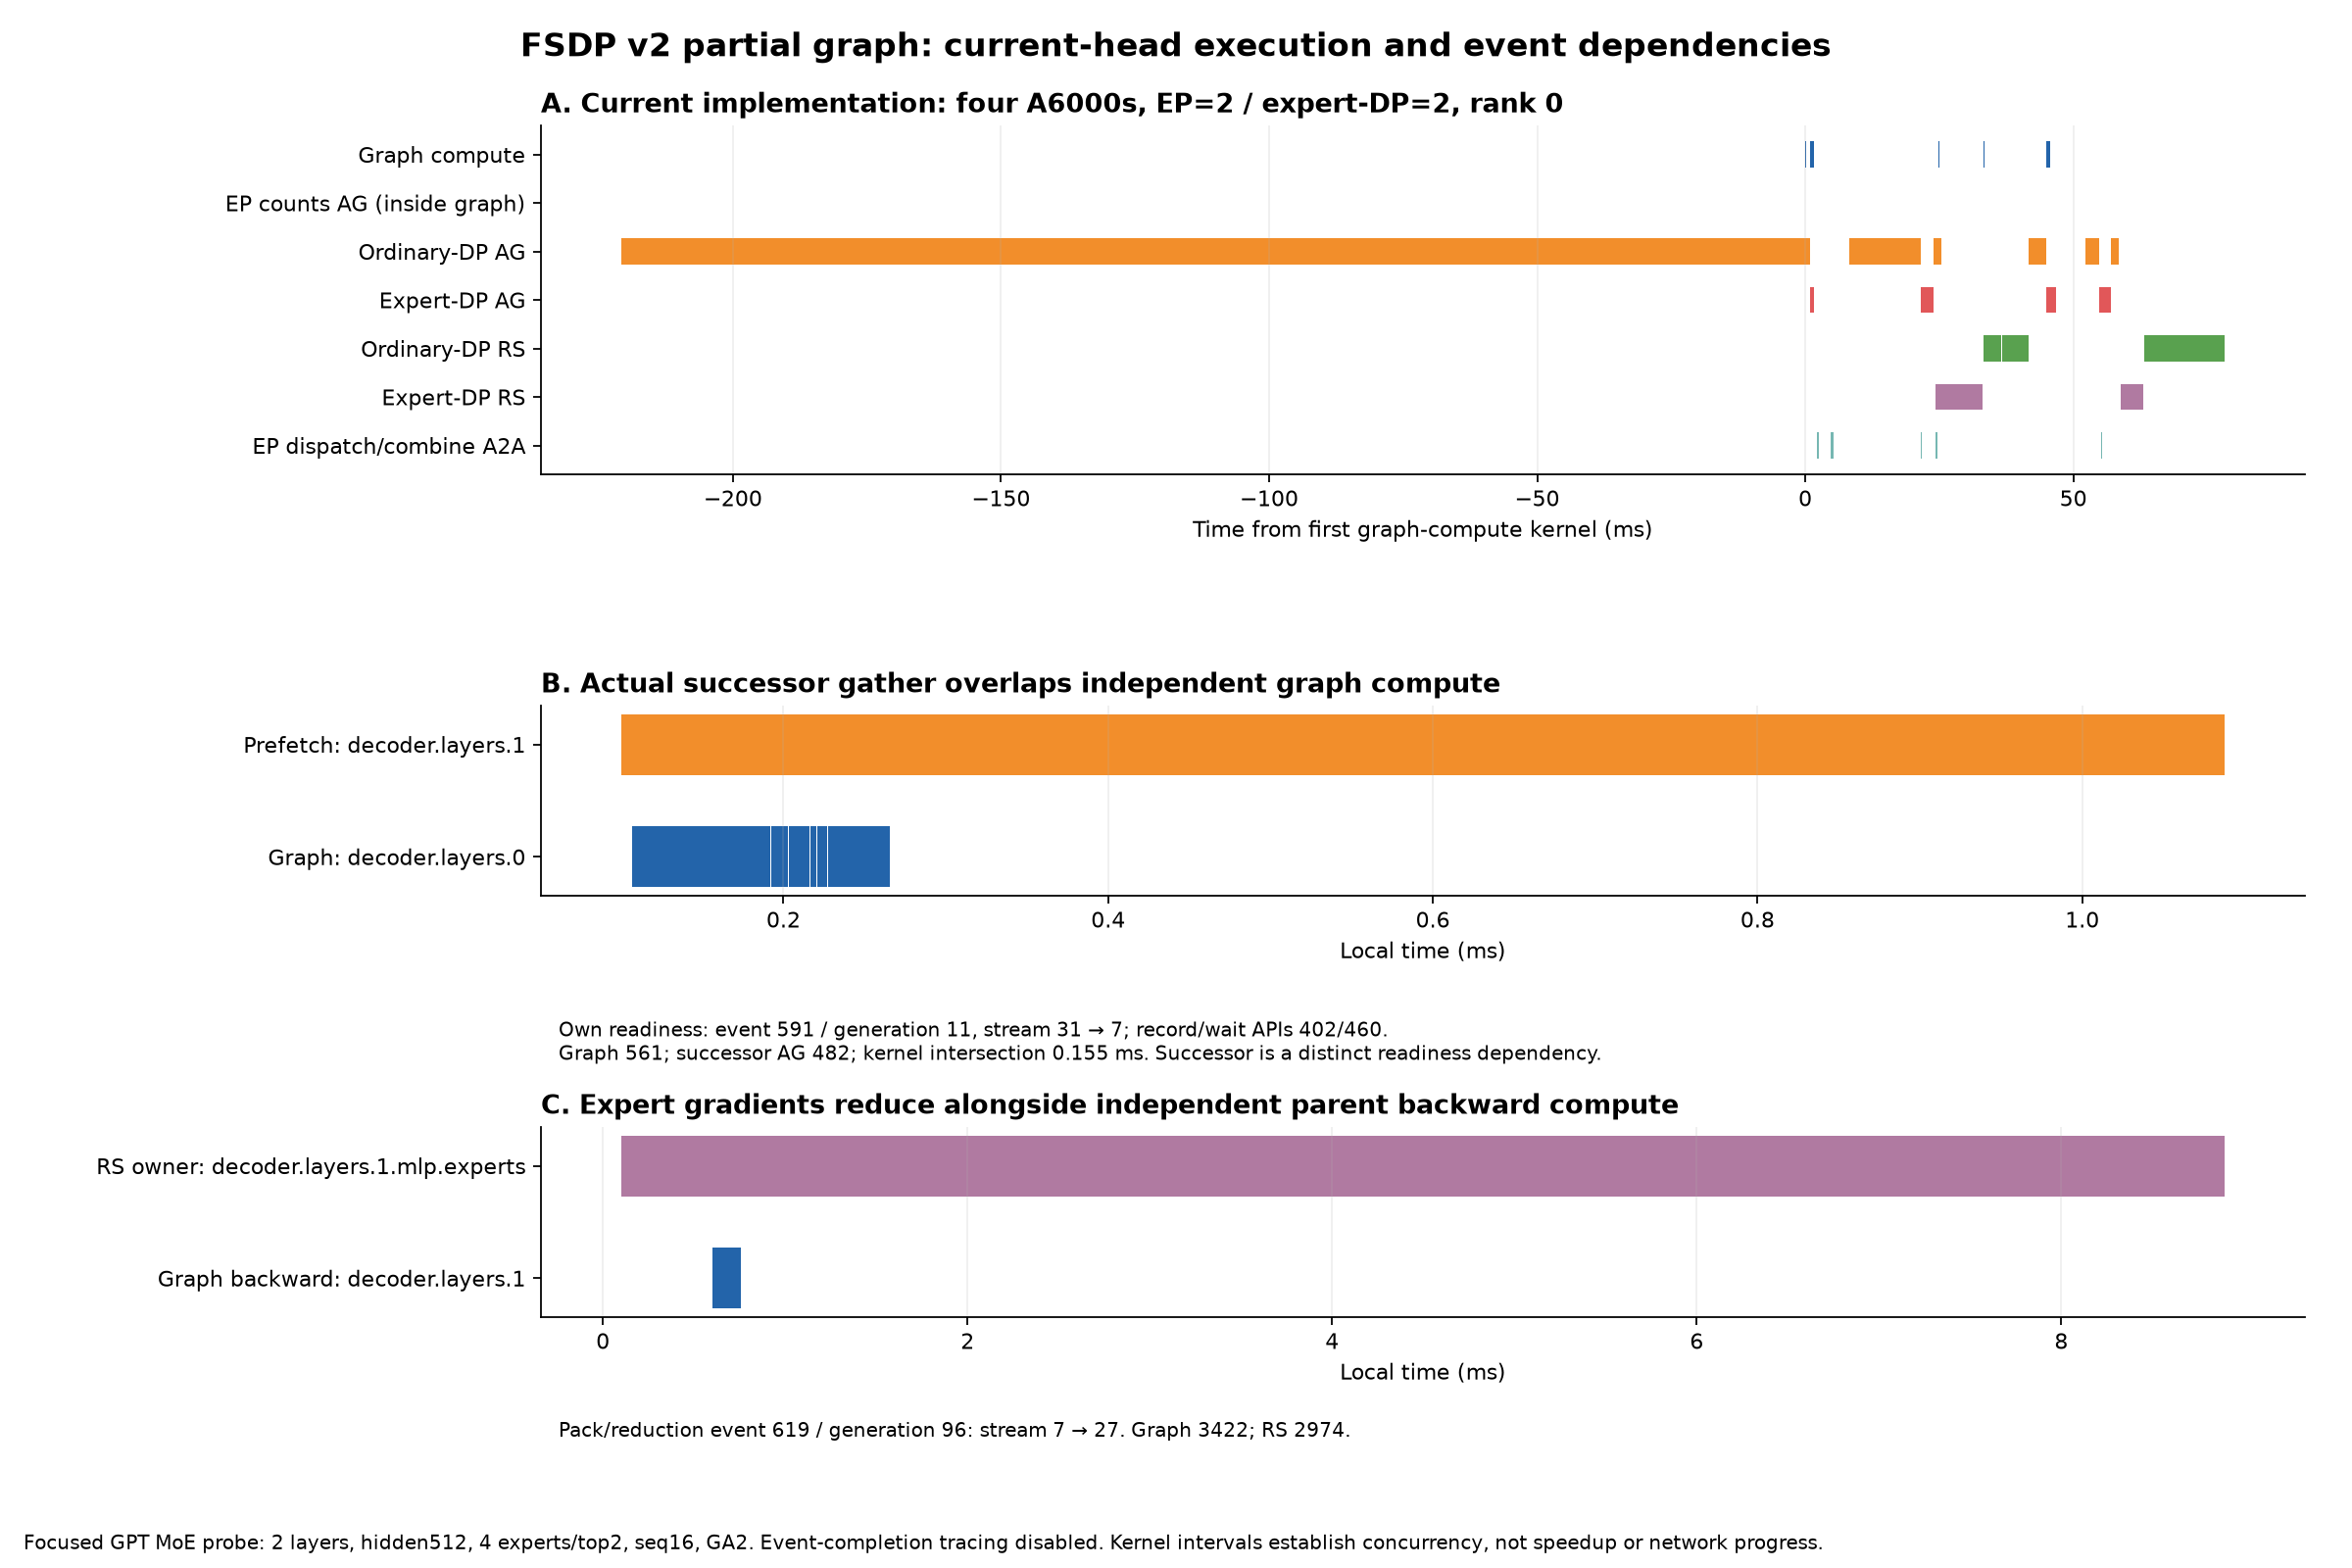 FSDP v2 partial graph: current-head execution and event dependencies
A. Current implementation: four A6000s, EP=2 / expert-DP=2, rank 0
Graph compute
EP counts AG (inside graph)
Ordinary-DP AG
Expert-DP AG
Ordinary-DP RS
Expert-DP RS
EP dispatch/combine A2A
−200 −150 −100 −50 0 50
Time from first graph-compute kernel (ms)
B. Actual successor gather overlaps independent graph compute
Prefetch: decoder.layers.1
Graph: decoder.layers.0
0.2 0.4 0.6 0.8 1.0
Local time (ms)
Own readiness: event 591 / generation 11, stream 31 → 7; record/wait APIs 402/460.
Graph 561; successor AG 482; kernel intersection 0.155 ms. Successor is a distinct readiness dependency.
C. Expert gradients reduce alongside independent parent backward compute
RS owner: decoder.layers.1.mlp.experts
Graph backward: decoder.layers.1
0 2 4 6 8
Local time (ms)
Pack/reduction event 619 / generation 96: stream 7 → 27. Graph 3422; RS 2974.
Focused GPT MoE probe: 2 layers, hidden512, 4 experts/top2, seq16, GA2. Event-completion tracing disabled. Kernel intervals establish concurrency, not speedup or network progress.